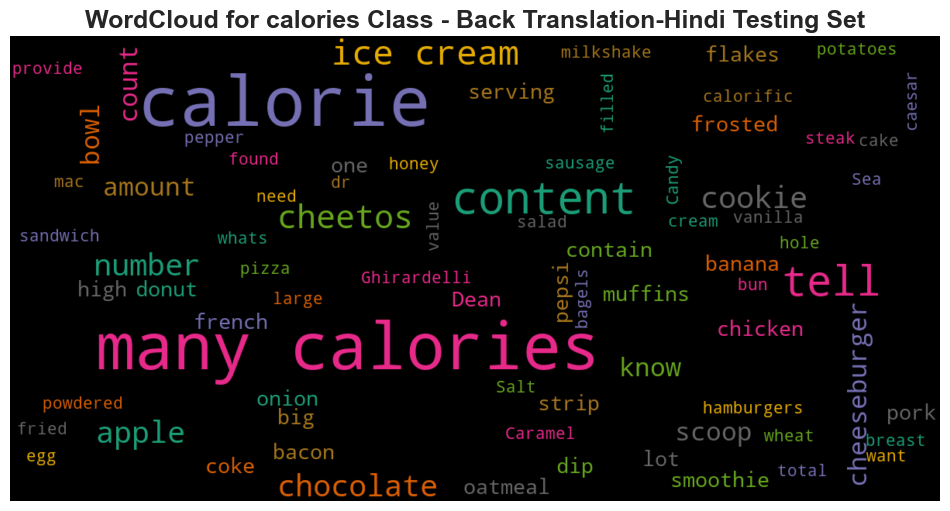 WordCloud for calories Class - Back Translation-Hindi Testing Set
ice cream
milkshake
flakes
potatoes
provide
count
calorie
serving
filled
calorific
caesar
bowl
pepper
frosted
steak
cake
found
one
honey
sausage
Candy
mac
amount
need
dr
content
cookie
Sea
cheetos
value
salad
cream
vanilla
sandwich
whats
contain
hole
number
pizza
Ghirardelli
pepsi
bagels
banana
bun
tell
high
donut
large
Dean
muffins
french
many calories
chicken
cheeseburger
know
Salt
powdered
onion
big
strip
hamburgers
pork
fried
apple
Caramel
scoop
wheat
breast
egg
coke
bacon
dip
lot
total
want
chocolate
oatmeal
smoothie